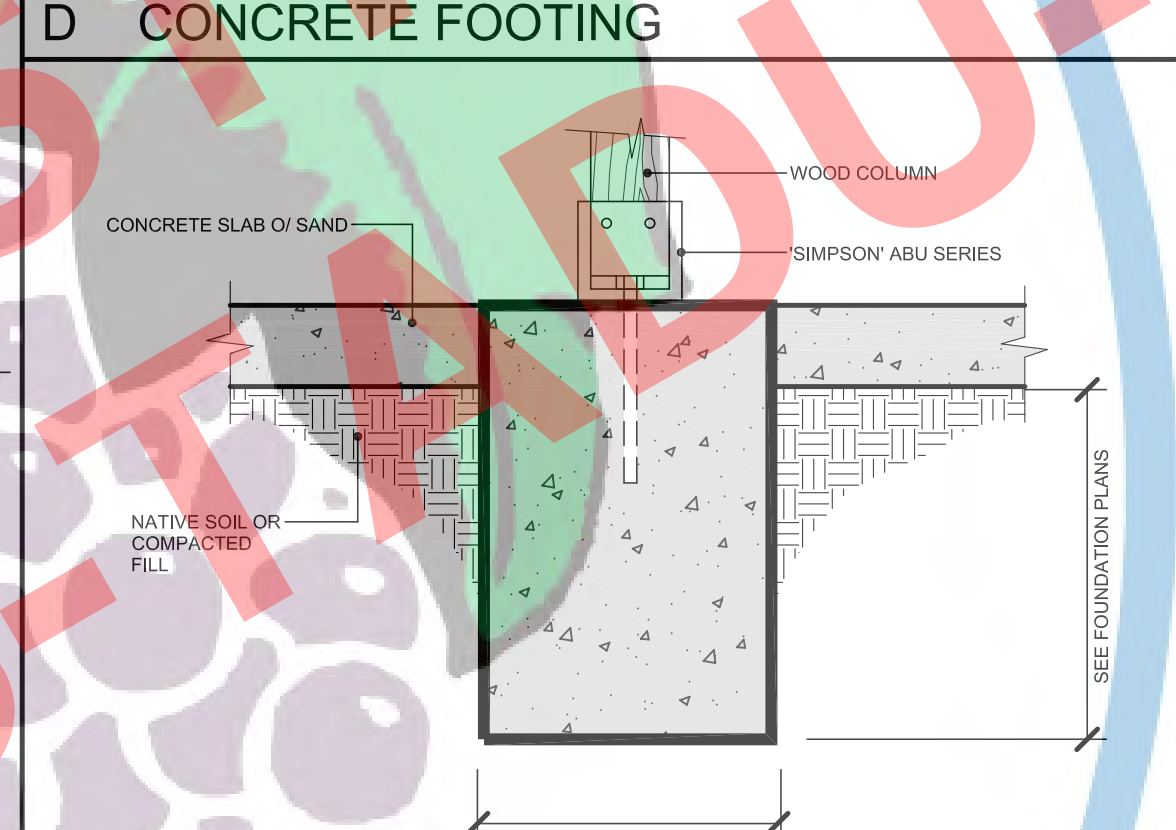 D CONCRETE FOOTING
WOOD COLUMN
CONCRETE SLAB O/ SAND
'SIMPSON' ABU SERIES
NATIVE SOIL OR
COMPACTED
FILL
SEE FOUNDATION PLANS